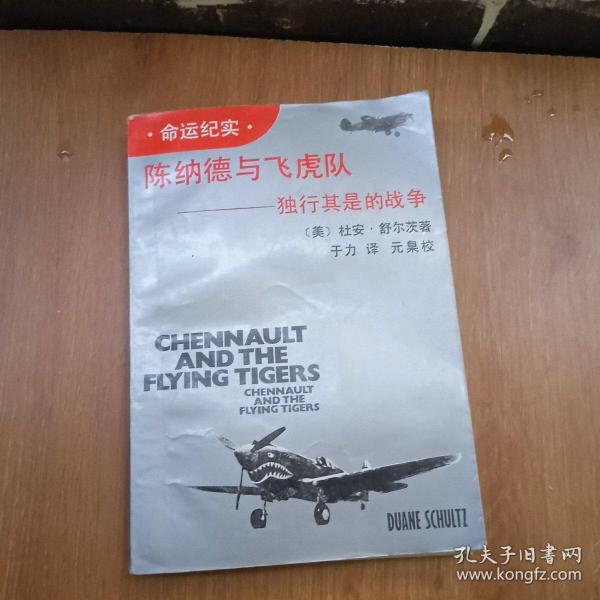 ·命运纪实·
陈纳德与飞虎队
———独行其是的战争
〔美〕杜安·舒尔茨著
于力 译 元臬校
CHENNAULT
AND THE
FLYING TIGERS
CHENNAULT
AND THE
FLYING TIGERS
DUANE SCHULTZ
孔夫子旧書网
www.kongfz.com